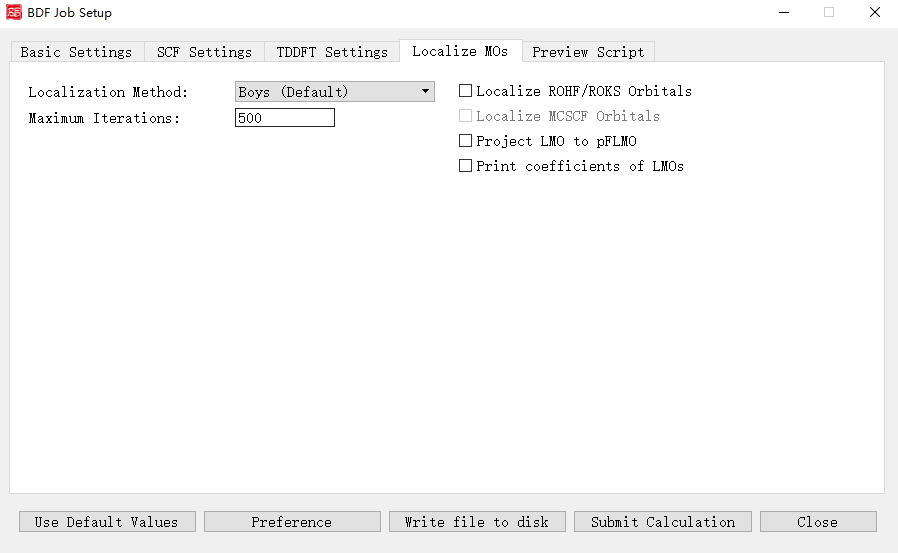 BDF Job Setup
Basic Settings SCF Settings TDDFT Settings Localize MOs Preview Script
Localization Method: Boys (Default)
Maximum Iterations: 500
Localize ROHF/ROKS Orbitals
Localize MCSCF Orbitals
Project LMO to pFLMO
Print coefficients of LMOs
Use Default Values Preference Write file to disk Submit Calculation Close